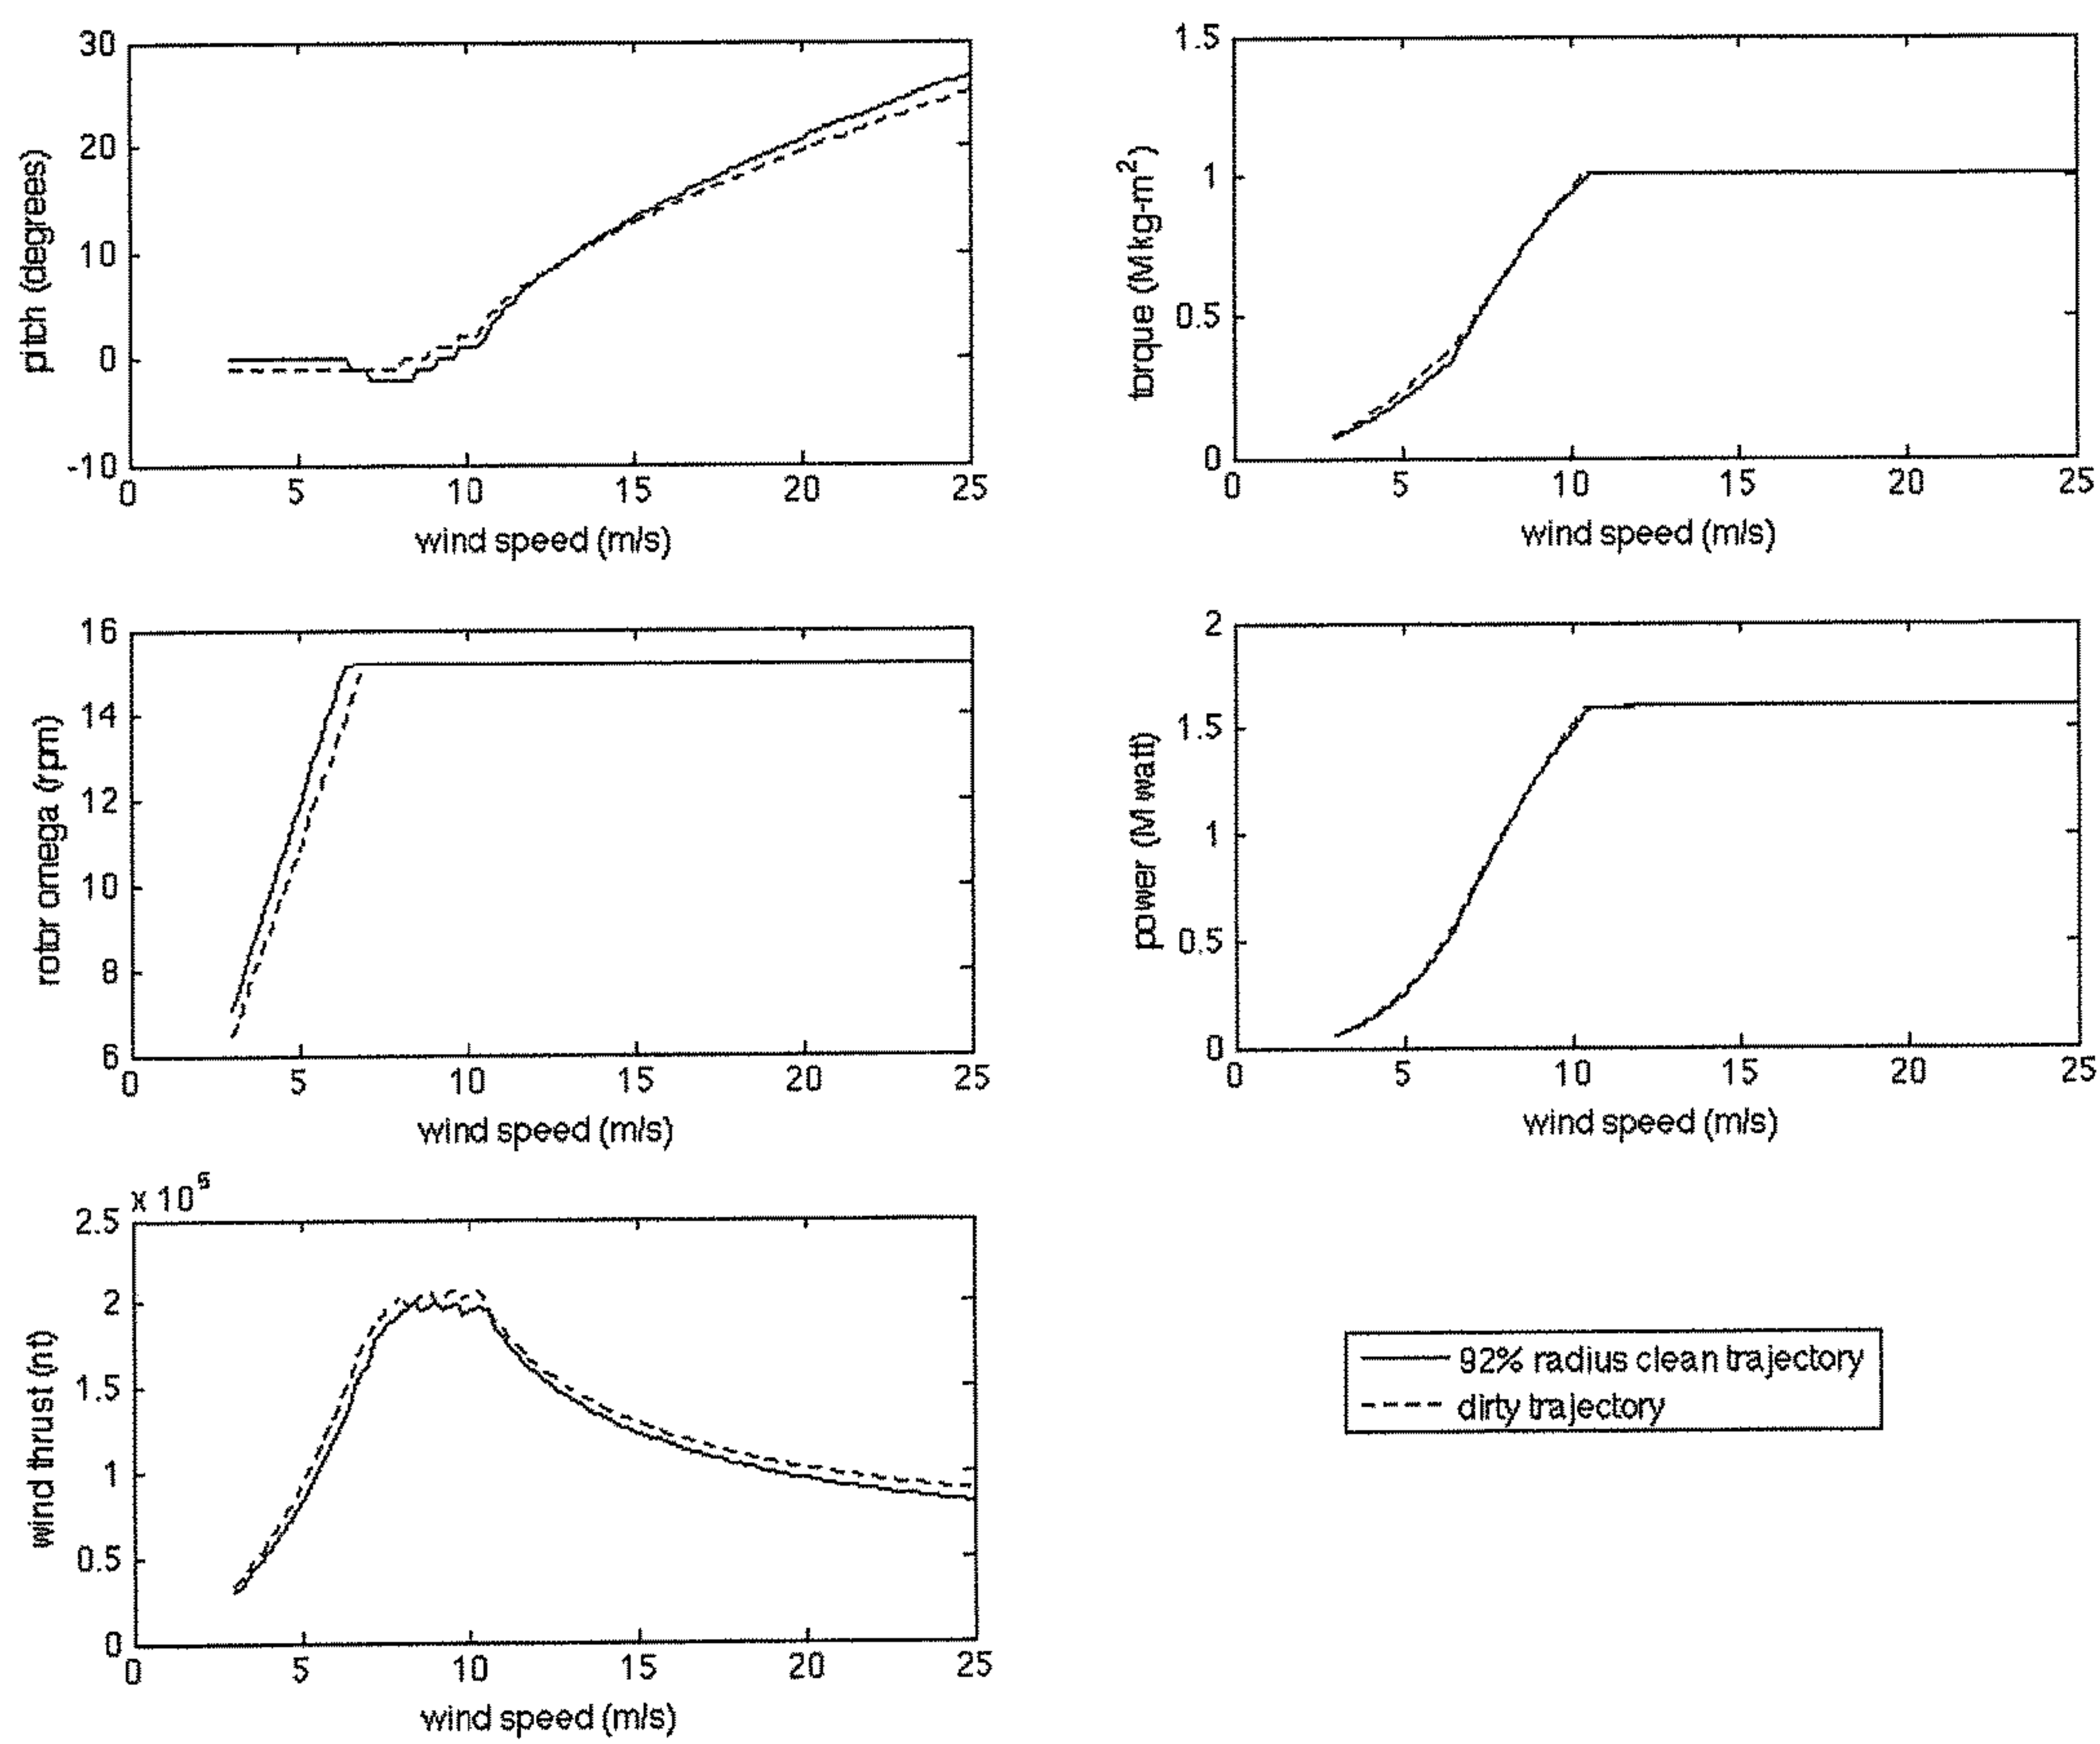 30
20
10
0
-10
0 5 10 15 20 25
pitch (degrees)
wind speed (m/s)
1.5
1
0.5
0
0 5 10 15 20 25
torque (M kg-m²)
wind speed (m/s)
16
14
12
10
8
6
0 5 10 15 20 25
rotor omega (rpm)
wind speed (m/s)
2
1.5
1
0.5
0
0 5 10 15 20 25
power (M watt)
wind speed (m/s)
x 10⁵
2.5
2
1.5
1
0.5
0
0 5 10 15 20 25
wind thrust (nt)
wind speed (m/s)
92% radius clean trajectory
dirty trajectory